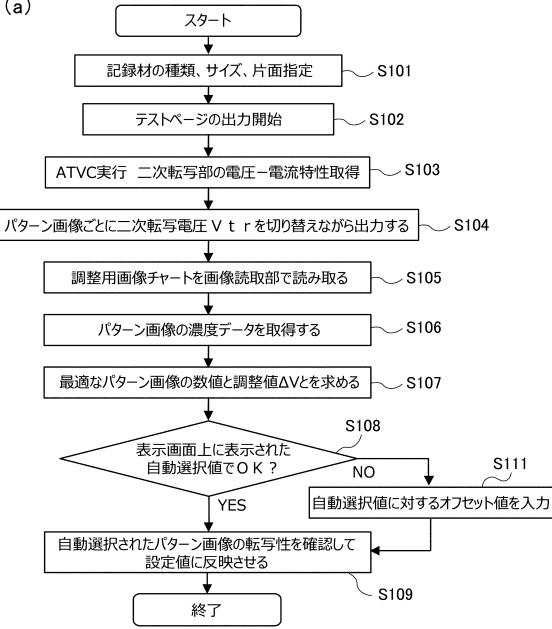 (a)
スタート
記録材の種類、サイズ、片面指定
S101
テストページの出力開始
S102
ATVC実行　二次転写部の電圧－電流特性取得
S103
パターン画像ごとに二次転写電圧Ｖｔｒを切り替えながら出力する
S104
調整用画像チャートを画像読取部で読み取る
S105
パターン画像の濃度データを取得する
S106
最適なパターン画像の数値と調整値ΔVとを求める
S107
表示画面上に表示された
自動選択値でＯＫ？
S108
NO
YES
S111
自動選択値に対するオフセット値を入力
自動選択されたパターン画像の転写性を確認して
設定値に反映させる
S109
終了